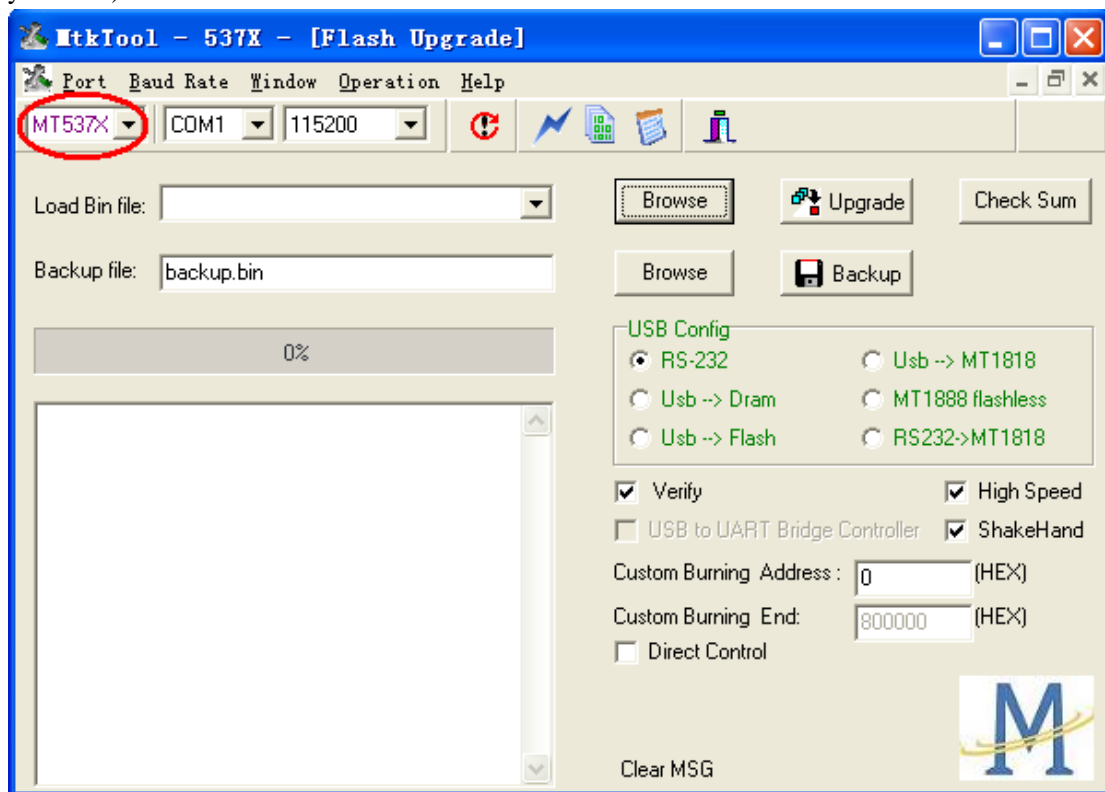 MtkTool - 537X - [Flash Upgrade]
Port Baud Rate Window Operation Help
MT537X COM1 115200
Load Bin file: Browse Upgrade Check Sum
Backup file: backup.bin Browse Backup
0%
USB Config
RS-232 Usb --> MT1818
Usb --> Dram MT1888 flashless
Usb --> Flash RS232->MT1818
Verify High Speed
USB to UART Bridge Controller ShakeHand
Custom Burning Address : 0 (HEX)
Custom Burning End: 800000 (HEX)
Direct Control
M
Clear MSG